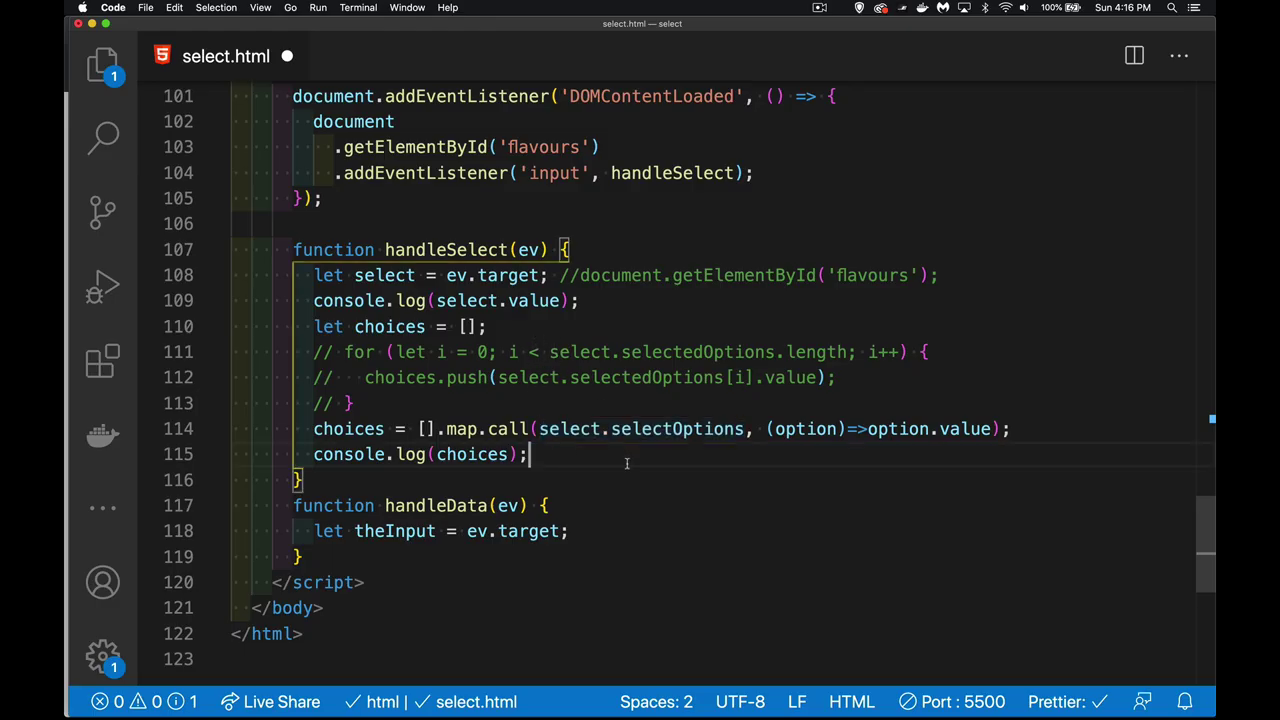 Code File Edit Selection View Go Run Terminal Window Help 100% Sun 4:16 PM
select.html — select
select.html
1
101 document.addEventListener('DOMContentLoaded', () => {
102 document
103 .getElementById('flavours')
104 .addEventListener('input', handleSelect);
105 });
106
107 function handleSelect(ev) {
108 let select = ev.target; //document.getElementById('flavours');
109 console.log(select.value);
110 let choices = [];
111 // for (let i = 0; i < select.selectedOptions.length; i++) {
112 // choices.push(select.selectedOptions[i].value);
113 // }
114 choices = [].map.call(select.selectOptions, (option)=>option.value);
115 console.log(choices);
116 }
117 function handleData(ev) {
118 let theInput = ev.target;
119 }
120 </script>
121 </body>
122 </html>
123
1
0 0 1 Live Share html | select.html Spaces: 2 UTF-8 LF HTML Port : 5500 Prettier: